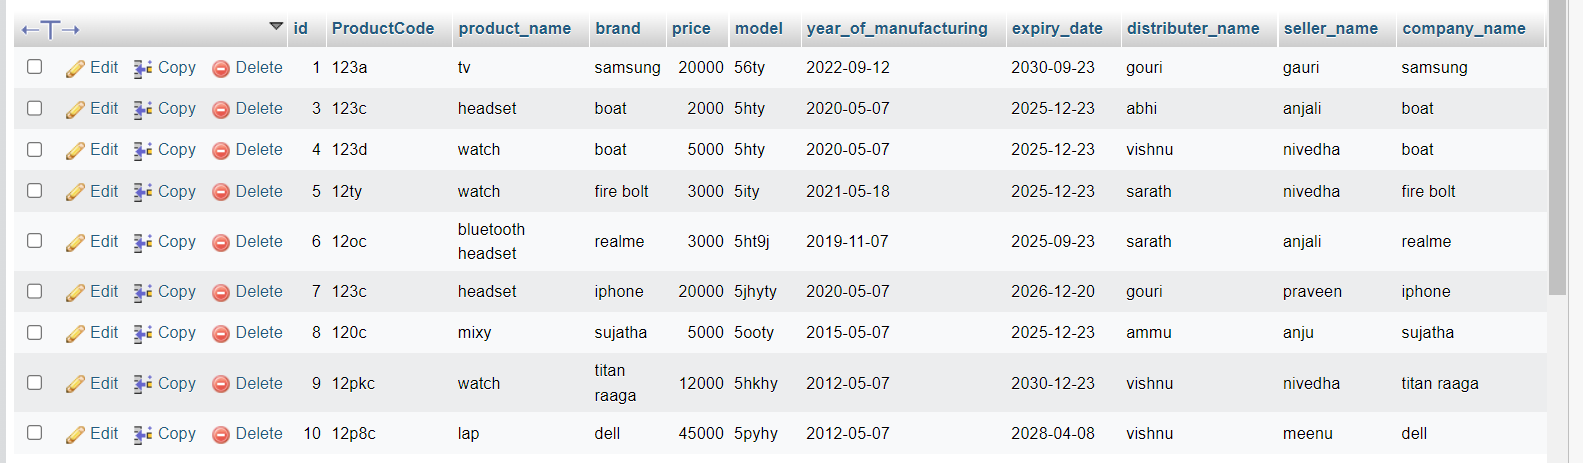 id ProductCode product_name brand price model year_of_manufacturing expiry_date distributer_name seller_name company_name
Edit Copy Delete 1 123a tv samsung 20000 56ty 2022-09-12 2030-09-23 gouri gauri samsung
Edit Copy Delete 3 123c headset boat 2000 5hty 2020-05-07 2025-12-23 abhi anjali boat
Edit Copy Delete 4 123d watch boat 5000 5hty 2020-05-07 2025-12-23 vishnu nivedha boat
Edit Copy Delete 5 12ty watch fire bolt 3000 5ity 2021-05-18 2025-12-23 sarath nivedha fire bolt
Edit Copy Delete 6 12oc bluetooth headset realme 3000 5ht9j 2019-11-07 2025-09-23 sarath anjali realme
Edit Copy Delete 7 123c headset iphone 20000 5jhyty 2020-05-07 2026-12-20 gouri praveen iphone
Edit Copy Delete 8 120c mixy sujatha 5000 5ooty 2015-05-07 2025-12-23 ammu anju sujatha
Edit Copy Delete 9 12pkc watch titan raaga 12000 5hkhy 2012-05-07 2030-12-23 vishnu nivedha titan raaga
Edit Copy Delete 10 12p8c lap dell 45000 5pyhy 2012-05-07 2028-04-08 vishnu meenu dell